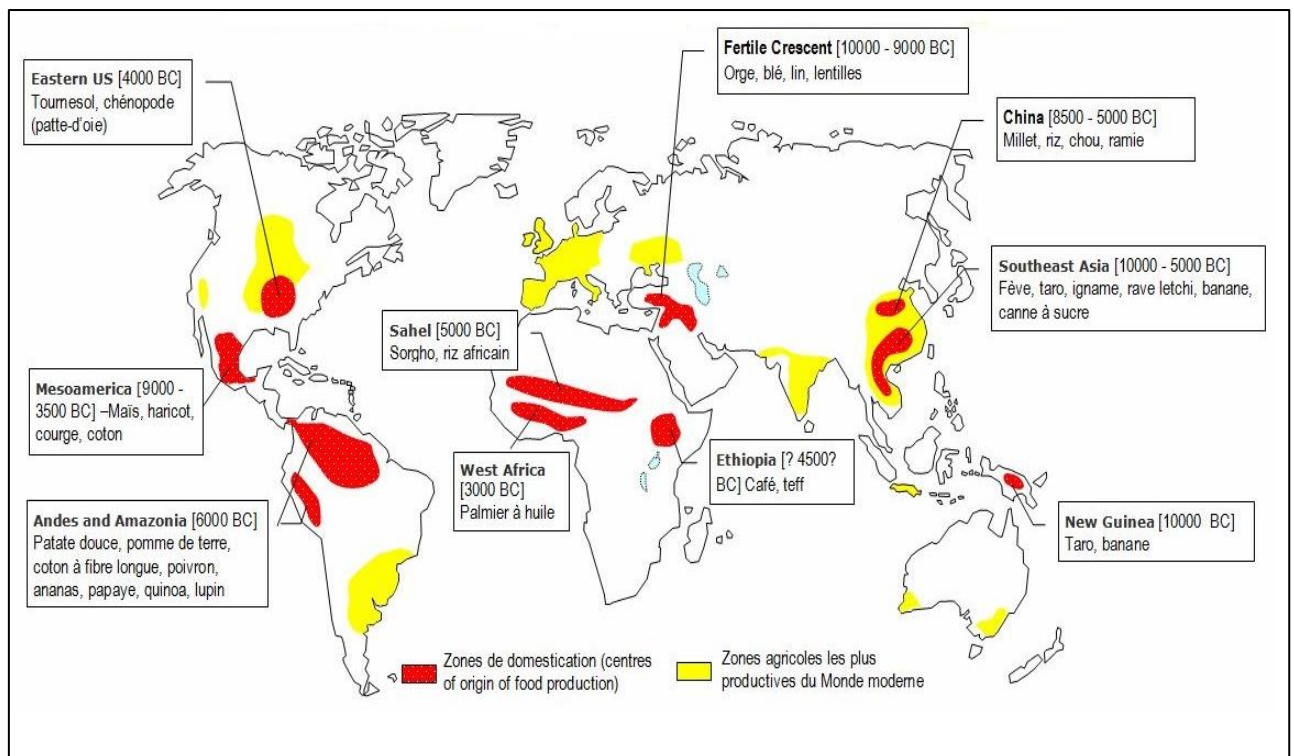 Eastern US [4000 BC]
Tournesol, chénopode
(patte-d'oie)
Fertile Crescent [10000 - 9000 BC]
Orge, blé, lin, lentilles
China [8500 - 5000 BC]
Millet, riz, chou, ramie
Southeast Asia [10000 - 5000 BC]
Fève, taro, igname, rave letchi, banane,
canne à sucre
Sahel [5000 BC]
Sorgho, riz africain
Mesoamerica [9000 -
3500 BC] –Maïs, haricot,
courge, coton
West Africa
[3000 BC]
Palmier à huile
Ethiopia [? 4500?
BC] Café, teff
Andes and Amazonia [6000 BC]
Patate douce, pomme de terre,
coton à fibre longue, poivron,
ananas, papaye, quinoa, lupin
New Guinea [10000 BC]
Taro, banane
Zones de domestication (centres
of origin of food production)
Zones agricoles les plus
productives du Monde moderne